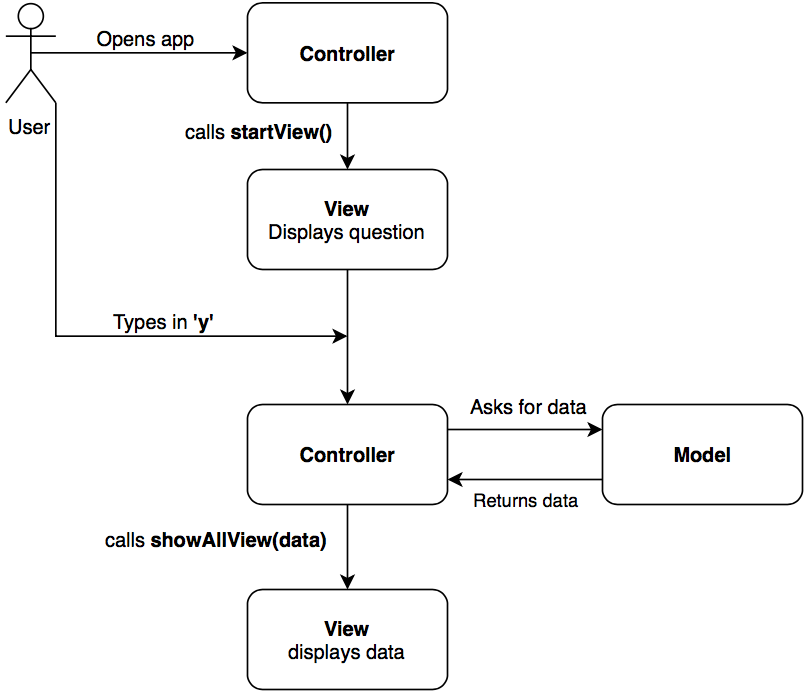 Opens app
Controller
User
calls startView()
View
Displays question
Types in 'y'
Asks for data
Controller
Model
Returns data
calls showAllView(data)
View
displays data